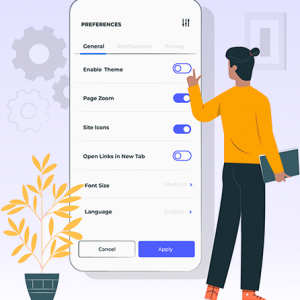 PREFERENCES
General Notifications Privacy
Enable Theme
Page Zoom
Site Icons
Open Links in New Tab
Font Size Medium >
Language English >
Cancel Apply